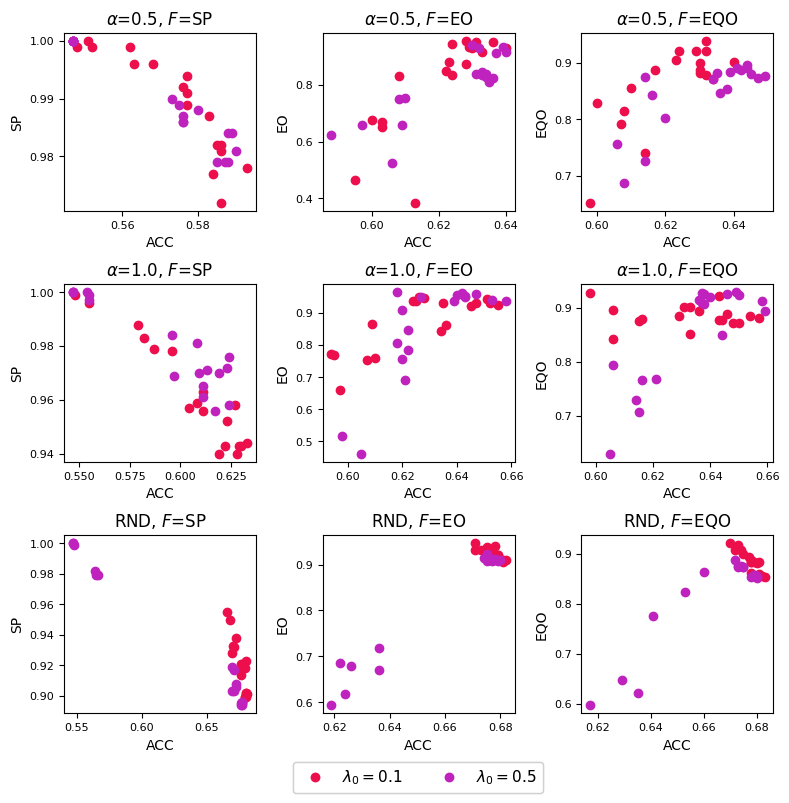 α=0.5, F=SP
α=0.5, F=EO
α=0.5, F=EQO
1.00
0.99
0.98
SP
0.56
0.58
ACC
0.8
0.6
0.4
EO
0.60
0.62
0.64
ACC
0.9
0.8
0.7
EQO
0.60
0.62
0.64
ACC
α=1.0, F=SP
α=1.0, F=EO
α=1.0, F=EQO
1.00
0.98
0.96
0.94
SP
0.550
0.575
0.600
0.625
ACC
0.9
0.8
0.7
0.6
0.5
EO
0.60
0.62
0.64
0.66
ACC
0.9
0.8
0.7
EQO
0.60
0.62
0.64
0.66
ACC
RND, F=SP
RND, F=EO
RND, F=EQO
1.00
0.98
0.96
0.94
0.92
0.90
SP
0.55
0.60
0.65
ACC
0.9
0.8
0.7
0.6
EO
0.62
0.64
0.66
0.68
ACC
0.9
0.8
0.7
0.6
EQO
0.62
0.64
0.66
0.68
ACC
λ₀ = 0.1
λ₀ = 0.5